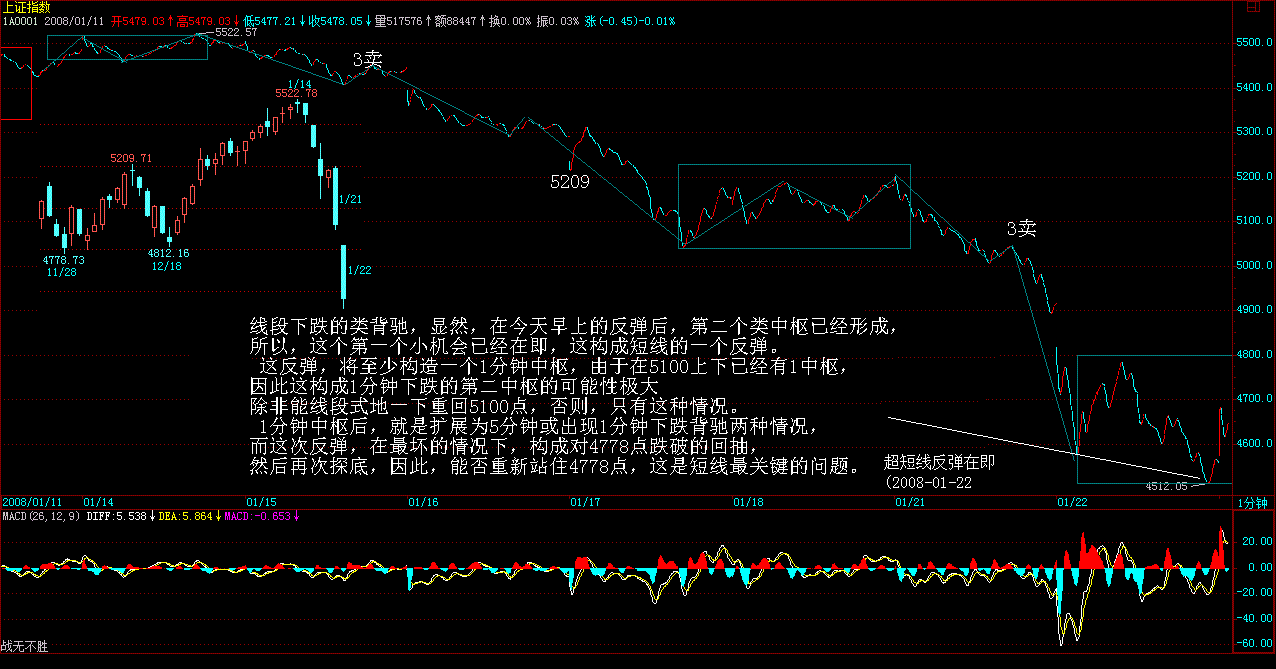 上证指数
1A0001 2008/01/11 开5479.03↑高5479.03↓低5477.21↓收5478.05↓量517576↑额88447↑换0.00% 振0.03% 涨(-0.45)-0.01%
5522.57
3卖
1/14
5522.78
5209.71
5209
1/21
4778.73
11/28
4812.16
12/18
1/22
3卖
5500.0
5400.0
5300.0
5200.0
5100.0
5000.0
4900.0
4800.0
4700.0
4600.0
线段下跌的类背驰，显然，在今天早上的反弹后，第二个类中枢已经形成，
所以，这个第一个小机会已经在即，这构成短线的一个反弹。
这反弹，将至少构造一个1分钟中枢，由于在5100上下已经有1中枢，
因此这构成1分钟下跌的第二中枢的可能性极大
除非能线段式地一下重回5100点，否则，只有这种情况。
1分钟中枢后，就是扩展为5分钟或出现1分钟下跌背驰两种情况，
而这次反弹，在最坏的情况下，构成对4778点跌破的回抽，
然后再次探底，因此，能否重新站住4778点，这是短线最关键的问题。
超短线反弹在即
(2008-01-22
4512.05
2008/01/11 01/14 01/15 01/16 01/17 01/18 01/21 01/22 1分钟
MACD(26,12,9) DIFF:5.538↓DEA:5.864↓MACD:-0.653↓
20.00
0.00
-20.00
-40.00
-60.00
战无不胜